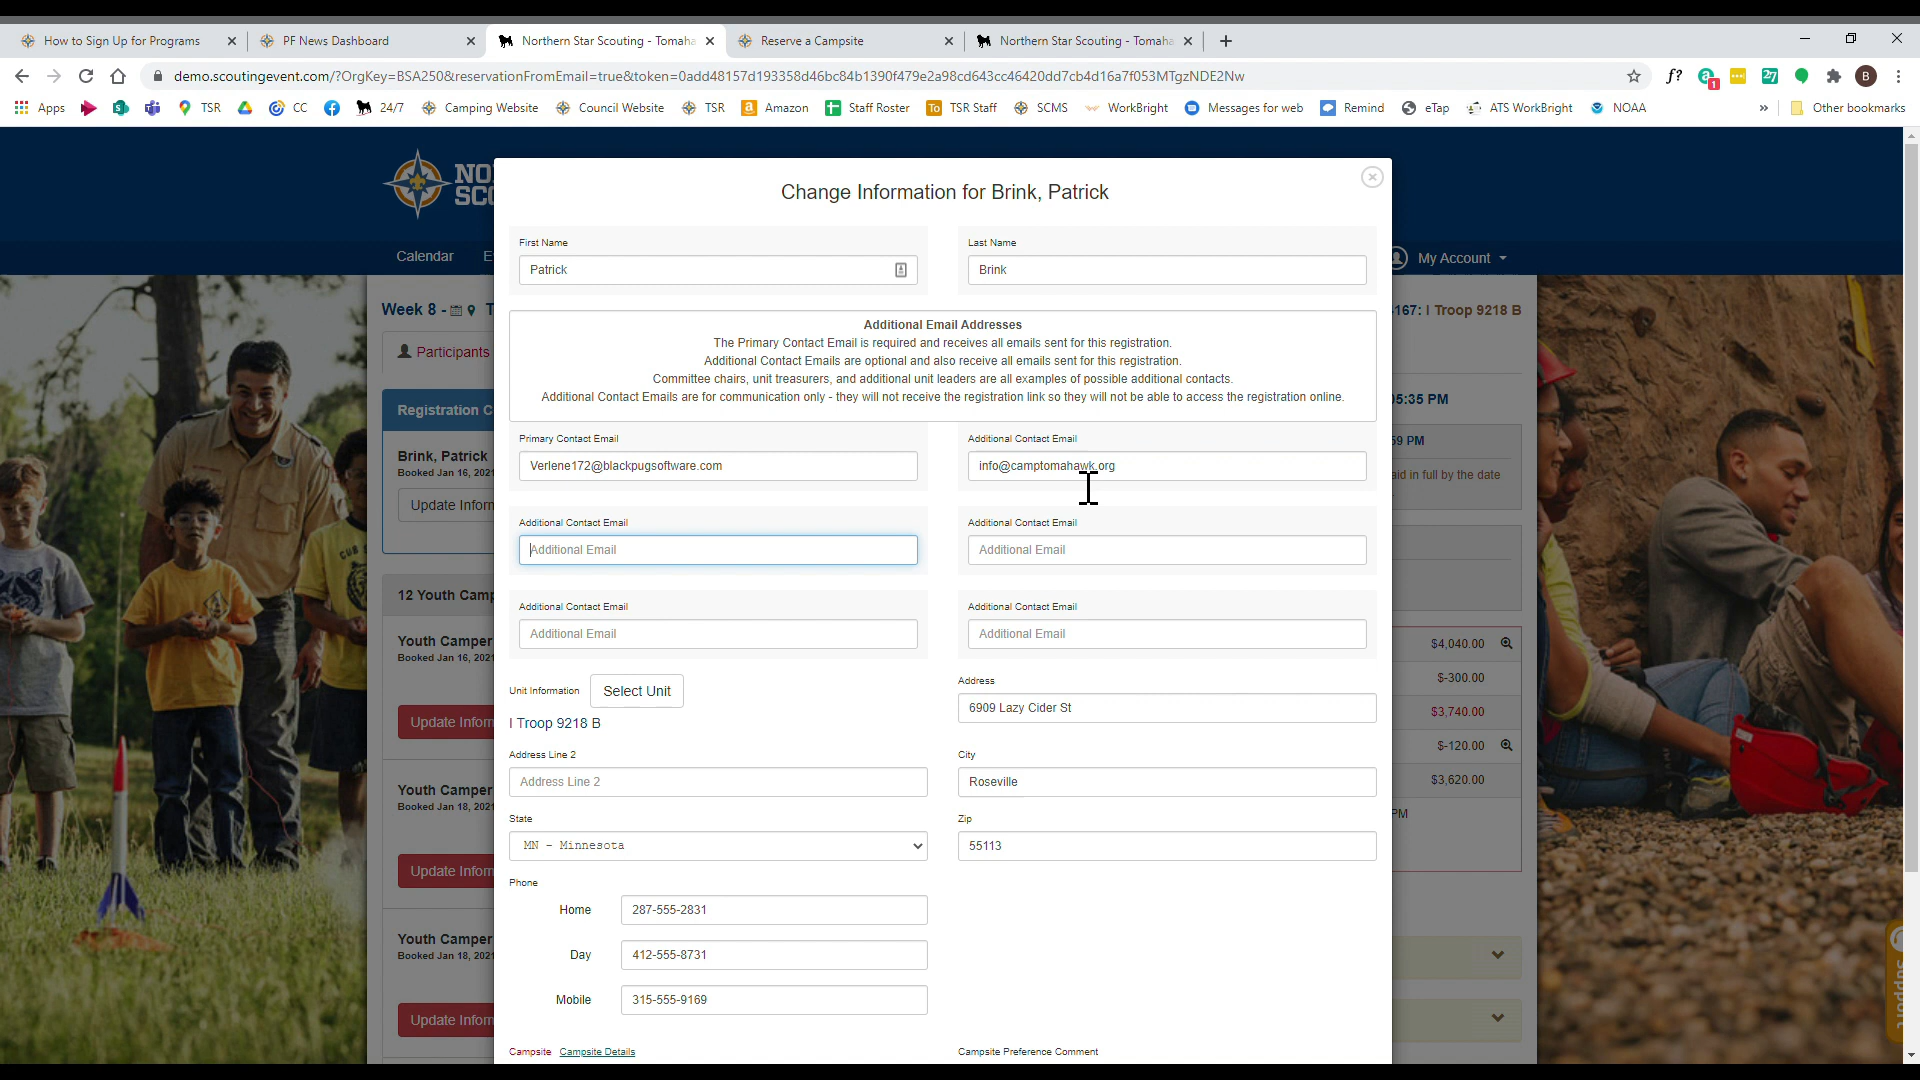 How to Sign Up for Programs
PF News Dashboard
Northern Star Scouting - Tomaha
Reserve a Campsite
Northern Star Scouting - Tomaha
demo.scoutingevent.com/?OrgKey=BSA250&reservationFromEmail=true&token=0add48157d193358d46bc84b1390f479e2a98cd643cc46420dd7cb4d16a7f053MTgzNDE2Nw
f?
1
27
B
Apps
TSR
CC
24/7
Camping Website
Council Website
TSR
Amazon
Staff Roster
To TSR Staff
SCMS
WorkBright
Messages for web
Remind
eTap
ATS WorkBright
NOAA
»
Other bookmarks
NO
SCO
Calendar
E
My Account
Change Information for Brink, Patrick
First Name
Last Name
Patrick
Brink
Week 8 -
T
167: I Troop 9218 B
Participants
Additional Email Addresses
The Primary Contact Email is required and receives all emails sent for this registration.
Additional Contact Emails are optional and also receive all emails sent for this registration.
Committee chairs, unit treasurers, and additional unit leaders are all examples of possible additional contacts.
Additional Contact Emails are for communication only - they will not receive the registration link so they will not be able to access the registration online.
Registration C
05:35 PM
Primary Contact Email
Additional Contact Email
59 PM
Brink, Patrick
Booked Jan 16, 2021
Verlene172@blackpugsoftware.com
info@camptomahawk.org
aid in full by the date
Update Inform
Additional Contact Email
Additional Contact Email
Additional Email
Additional Email
12 Youth Camp
Additional Contact Email
Additional Contact Email
Additional Email
Additional Email
Youth Camper
Booked Jan 16, 2021
$4,040.00
$-300.00
Unit Information
Select Unit
Address
I Troop 9218 B
6909 Lazy Cider St
Update Inform
$3,740.00
$-120.00
Address Line 2
City
Address Line 2
Roseville
$3,620.00
Youth Camper
Booked Jan 18, 2021
PM
State
Zip
MN - Minnesota
55113
Update Inform
Phone
Home
287-555-2831
Youth Camper
Booked Jan 18, 2021
Day
412-555-8731
Mobile
315-555-9169
Update Inform
Support
Campsite
Campsite Details
Campsite Preference Comment